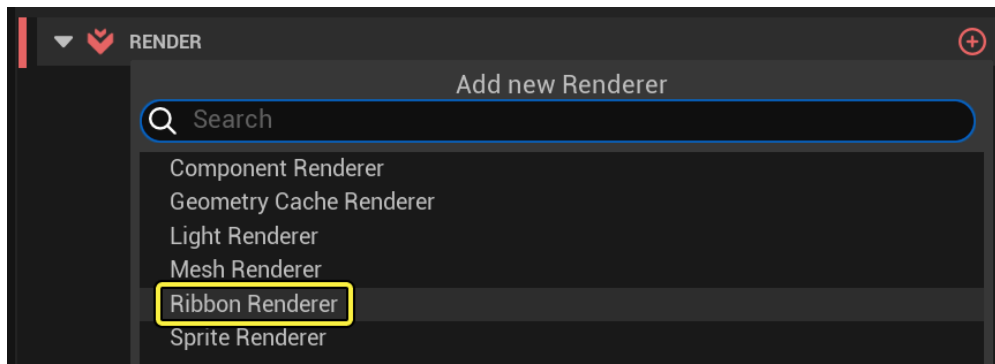 RENDER
Add new Renderer
Search
Component Renderer
Geometry Cache Renderer
Light Renderer
Mesh Renderer
Ribbon Renderer
Sprite Renderer